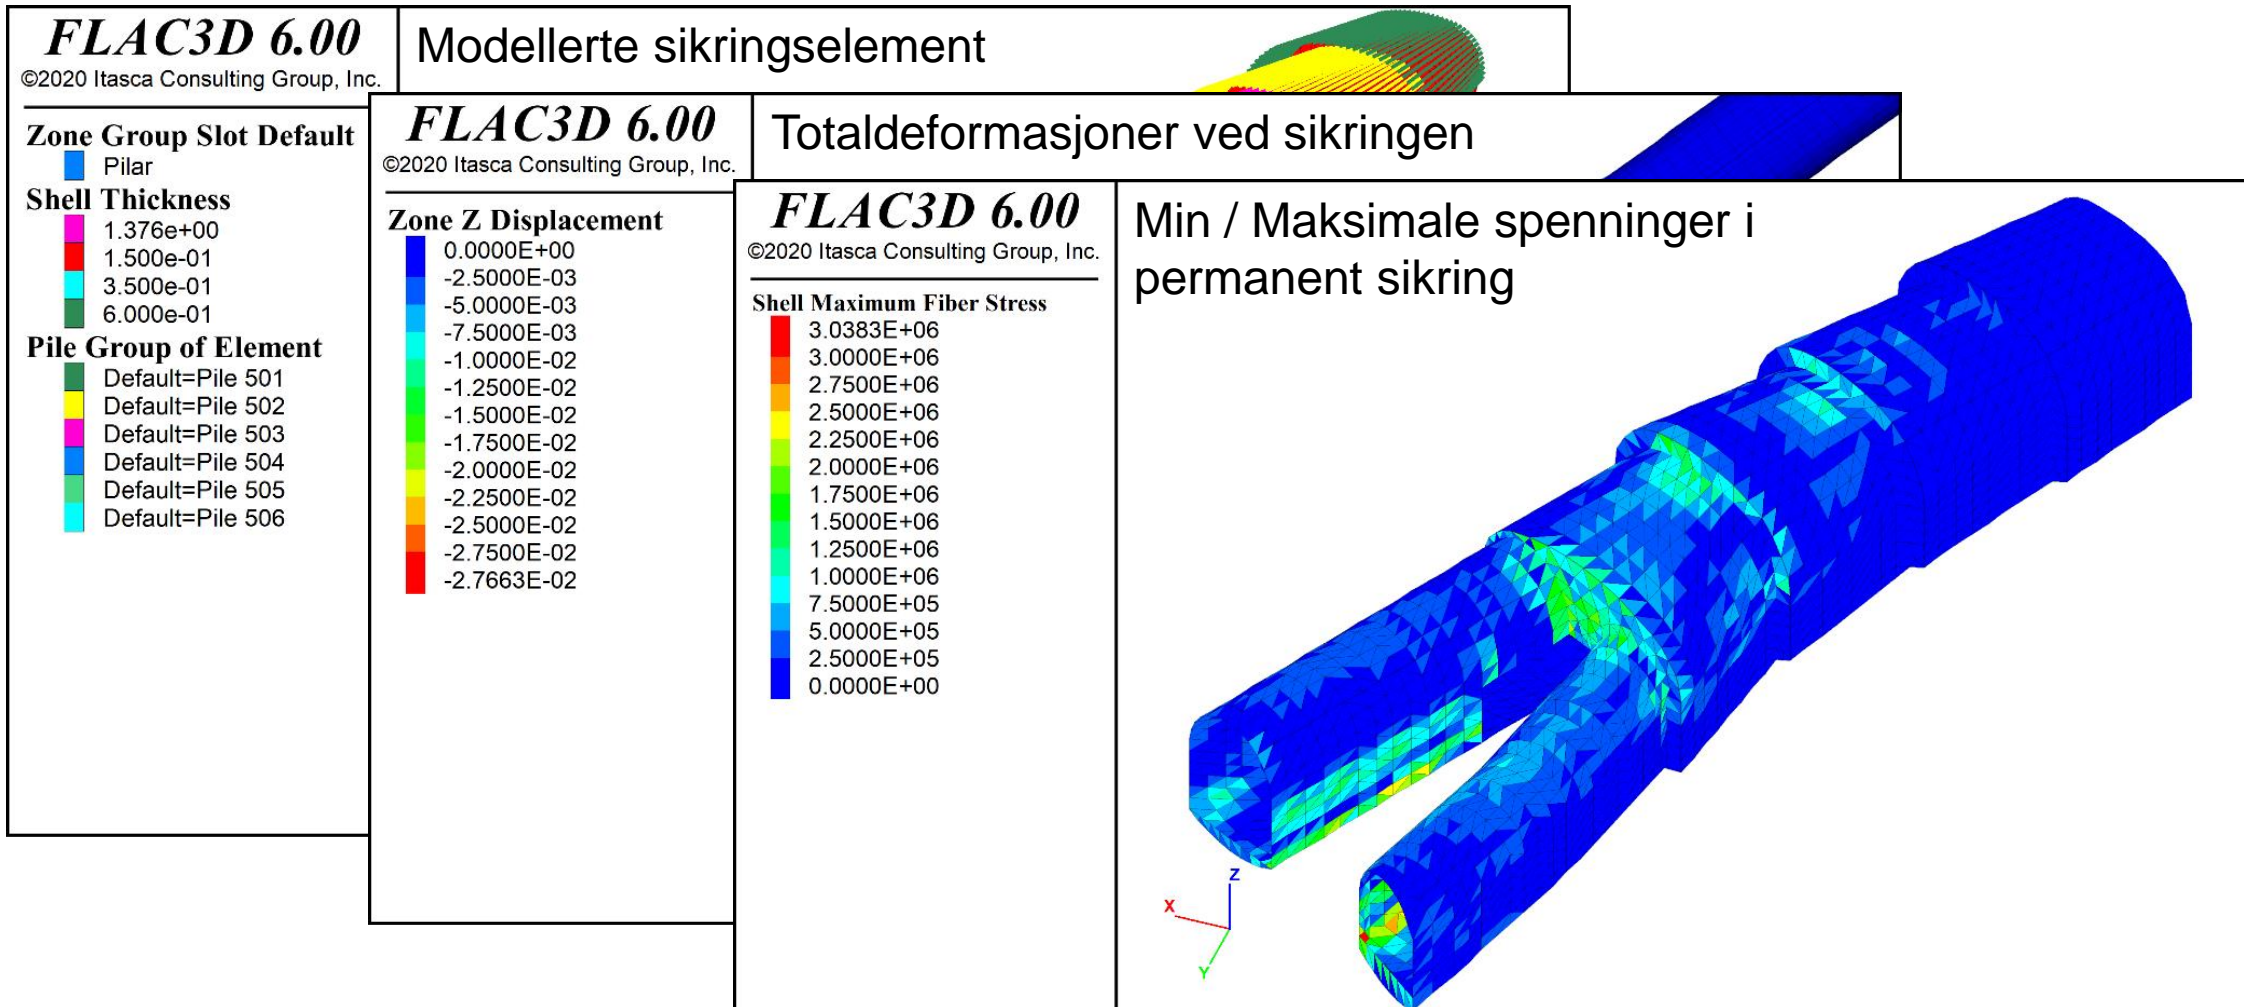 FLAC3D 6.00
©2020 Itasca Consulting Group, Inc.
Modellerte sikringselement
Zone Group Slot Default
Pilar
Shell Thickness
1.376e+00
1.500e-01
3.500e-01
6.000e-01
Pile Group of Element
Default=Pile 501
Default=Pile 502
Default=Pile 503
Default=Pile 504
Default=Pile 505
Default=Pile 506
FLAC3D 6.00
©2020 Itasca Consulting Group, Inc.
Totaldeformasjoner ved sikringen
Zone Z Displacement
0.0000E+00
-2.5000E-03
-5.0000E-03
-7.5000E-03
-1.0000E-02
-1.2500E-02
-1.5000E-02
-1.7500E-02
-2.0000E-02
-2.2500E-02
-2.5000E-02
-2.7500E-02
-2.7663E-02
FLAC3D 6.00
©2020 Itasca Consulting Group, Inc.
Min / Maksimale spenninger i
permanent sikring
Shell Maximum Fiber Stress
3.0383E+06
3.0000E+06
2.7500E+06
2.5000E+06
2.2500E+06
2.0000E+06
1.7500E+06
1.5000E+06
1.2500E+06
1.0000E+06
7.5000E+05
5.0000E+05
2.5000E+05
0.0000E+00
Z
X
Y